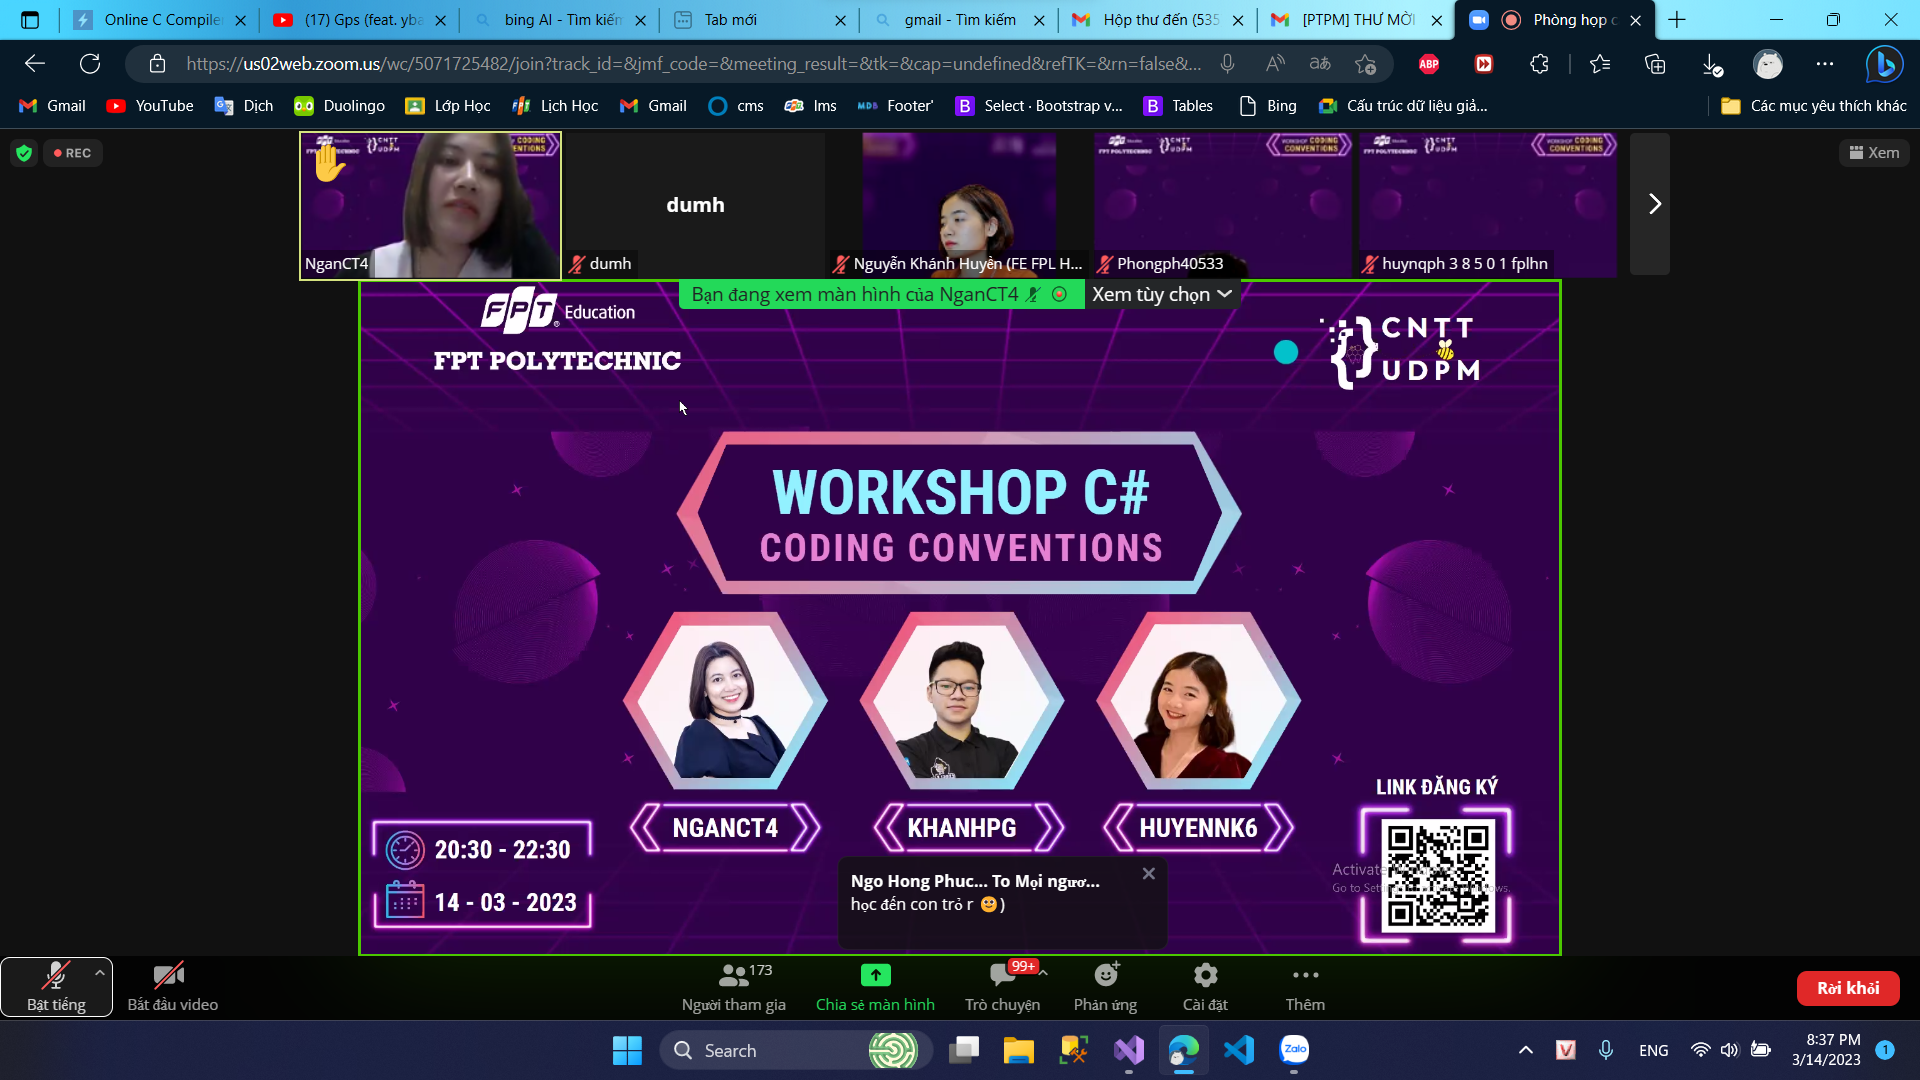 Online C Compile
(17) Gps (feat. yba
bing AI - Tìm kiếm
Tab mới
gmail - Tìm kiếm
Hộp thư đến (535
[PTPM] THƯ MỜI
Phòng họp c
https://us02web.zoom.us/wc/5071725482/join?track_id=&jmf_code=&meeting_result=&tk=&cap=undefined&refTK=&rn=false&...
ABP
Gmail
YouTube
Dịch
Duolingo
Lớp Học
Lịch Học
Gmail
cms
lms
Footer'
Select · Bootstrap v...
Tables
Bing
Cấu trúc dữ liệu giả...
Các mục yêu thích khác
REC
Xem
dumh
NganCT4
dumh
Nguyễn Khánh Huyền (FE FPL H...
Phongph40533
huynqph 3 8 5 0 1 fplhn
Bạn đang xem màn hình của NganCT4
Xem tùy chọn
FPT Education
FPT POLYTECHNIC
CNTT
UDPM
WORKSHOP C#
CODING CONVENTIONS
NGANCT4
KHANHPG
HUYENNK6
LINK ĐĂNG KÝ
20:30 - 22:30
14 - 03 - 2023
Ngo Hong Phuc... To Mọi ngươ...
học đến con trỏ r 🙂)
Bật tiếng
Bắt đầu video
173
Người tham gia
Chia sẻ màn hình
99+
Trò chuyện
Phản ứng
Cài đặt
Thêm
Rời khỏi
Search
Zalo
ENG
8:37 PM
3/14/2023
1